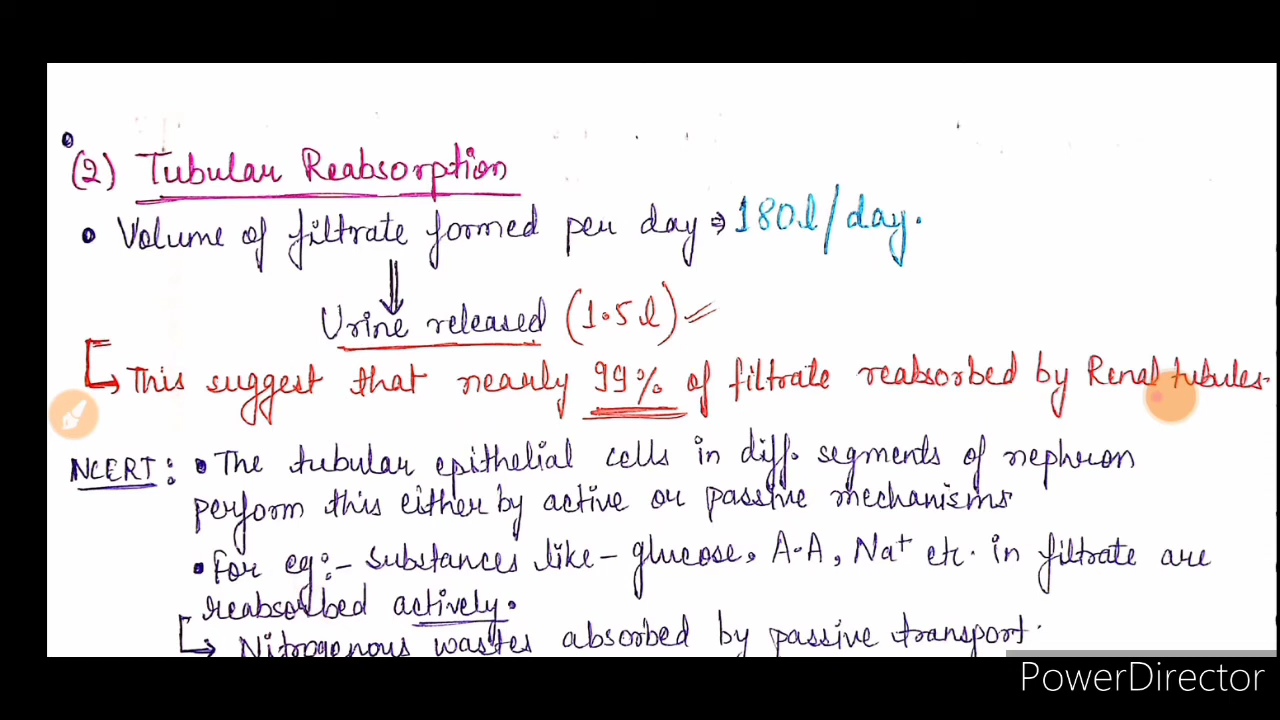 (2) Tubular Reabsorption
• Volume of filtrate formed per day → 180l/day.
⇓
Urine released (1.5l)
↳ This suggest that nearly 99% of filtrate reabsorbed by Renal tubules.
NCERT: • The tubular epithelial cells in diff. segments of nephron
perform this either by active or passive mechanisms
• For eg:- substances like - glucose, A.A, Na⁺ etc. in filtrate are
reabsorbed actively.
↳ Nitrogenous wastes absorbed by passive transport.
PowerDirector